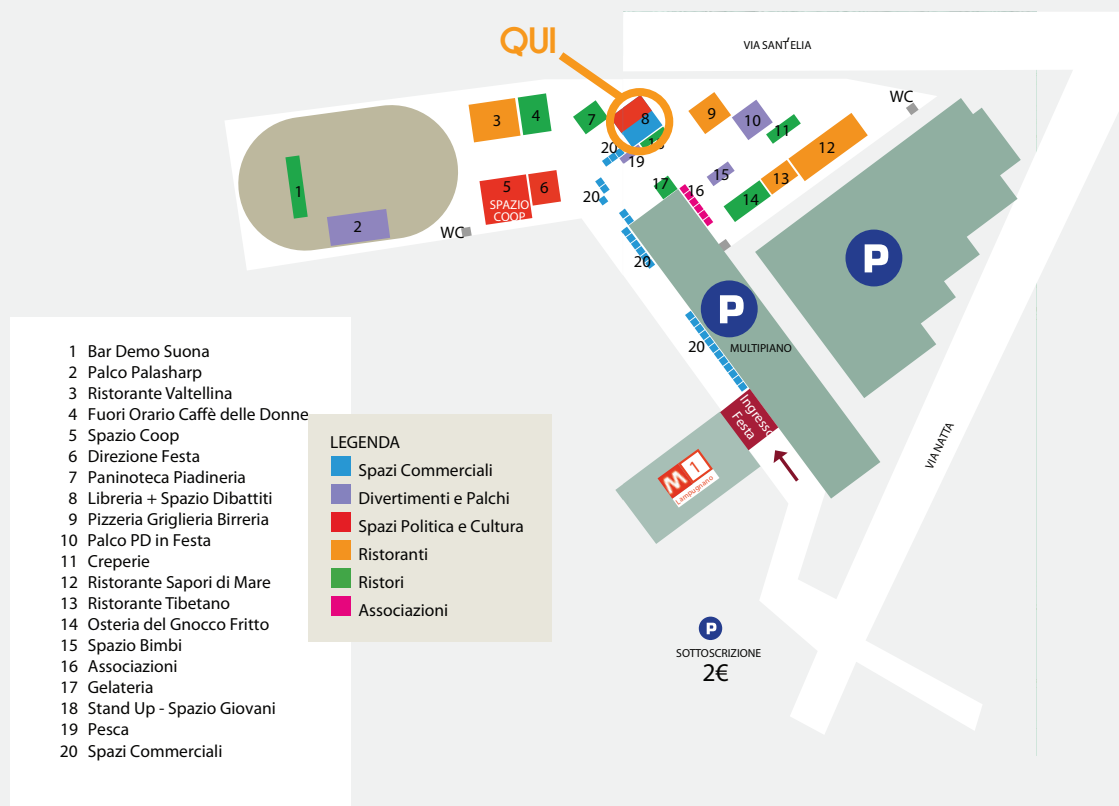 QUI
VIA SANT'ELIA
WC
3
4
7
8
9
10
11
12
18
20
19
13
15
5
SPAZIO
COOP
6
17
16
14
1
20
2
WC
P
20
P
20
MULTIPIANO
Ingresso
Festa
VIA NATTA
M 1
Lampugnano
P
SOTTOSCRIZIONE
2€
1 Bar Demo Suona
2 Palco Palasharp
3 Ristorante Valtellina
4 Fuori Orario Caffè delle Donne
5 Spazio Coop
6 Direzione Festa
7 Paninoteca Piadineria
8 Libreria + Spazio Dibattiti
9 Pizzeria Griglieria Birreria
10 Palco PD in Festa
11 Creperie
12 Ristorante Sapori di Mare
13 Ristorante Tibetano
14 Osteria del Gnocco Fritto
15 Spazio Bimbi
16 Associazioni
17 Gelateria
18 Stand Up - Spazio Giovani
19 Pesca
20 Spazi Commerciali
LEGENDA
Spazi Commerciali
Divertimenti e Palchi
Spazi Politica e Cultura
Ristoranti
Ristori
Associazioni